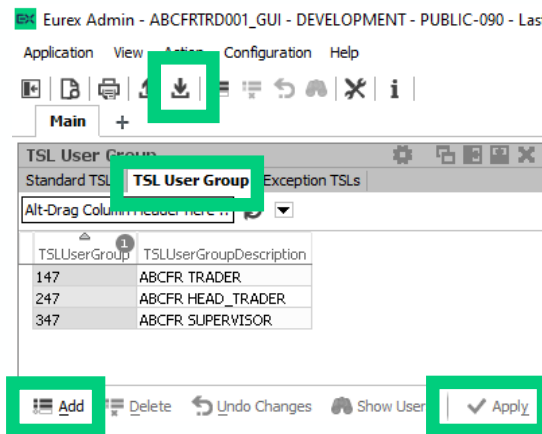 EX Eurex Admin - ABCFRTRD001_GUI - DEVELOPMENT - PUBLIC-090 - Las
Application View Action Configuration Help
Main +
TSL User Group
Standard TSL TSL User Group Exception TSLs
Alt-Drag Column Header here ..
1
TSLUserGroup TSLUserGroupDescription
147 ABCFR TRADER
247 ABCFR HEAD_TRADER
347 ABCFR SUPERVISOR
Add Delete Undo Changes Show User Apply